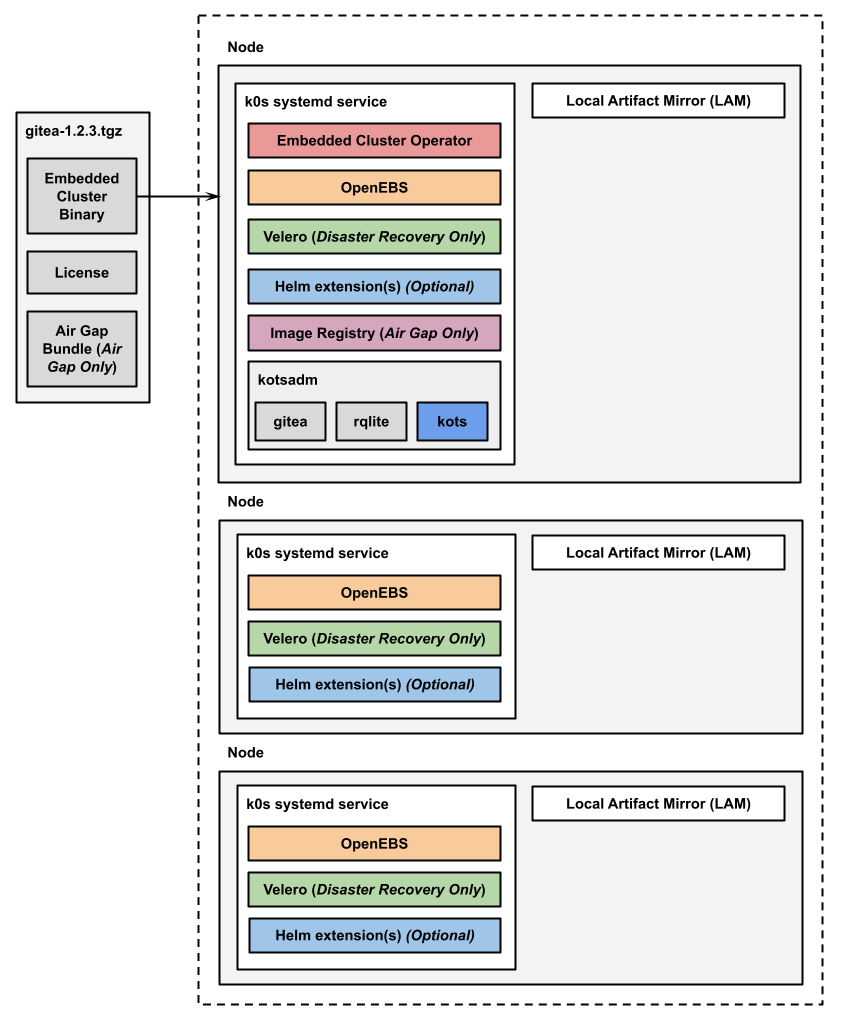 gitea-1.2.3.tgz
Embedded
Cluster
Binary
License
Air Gap
Bundle (Air
Gap Only)
Node
k0s systemd service
Local Artifact Mirror (LAM)
Embedded Cluster Operator
OpenEBS
Velero (Disaster Recovery Only)
Helm extension(s) (Optional)
Image Registry (Air Gap Only)
kotsadm
gitea
rqlite
kots
Node
k0s systemd service
Local Artifact Mirror (LAM)
OpenEBS
Velero (Disaster Recovery Only)
Helm extension(s) (Optional)
Node
k0s systemd service
Local Artifact Mirror (LAM)
OpenEBS
Velero (Disaster Recovery Only)
Helm extension(s) (Optional)